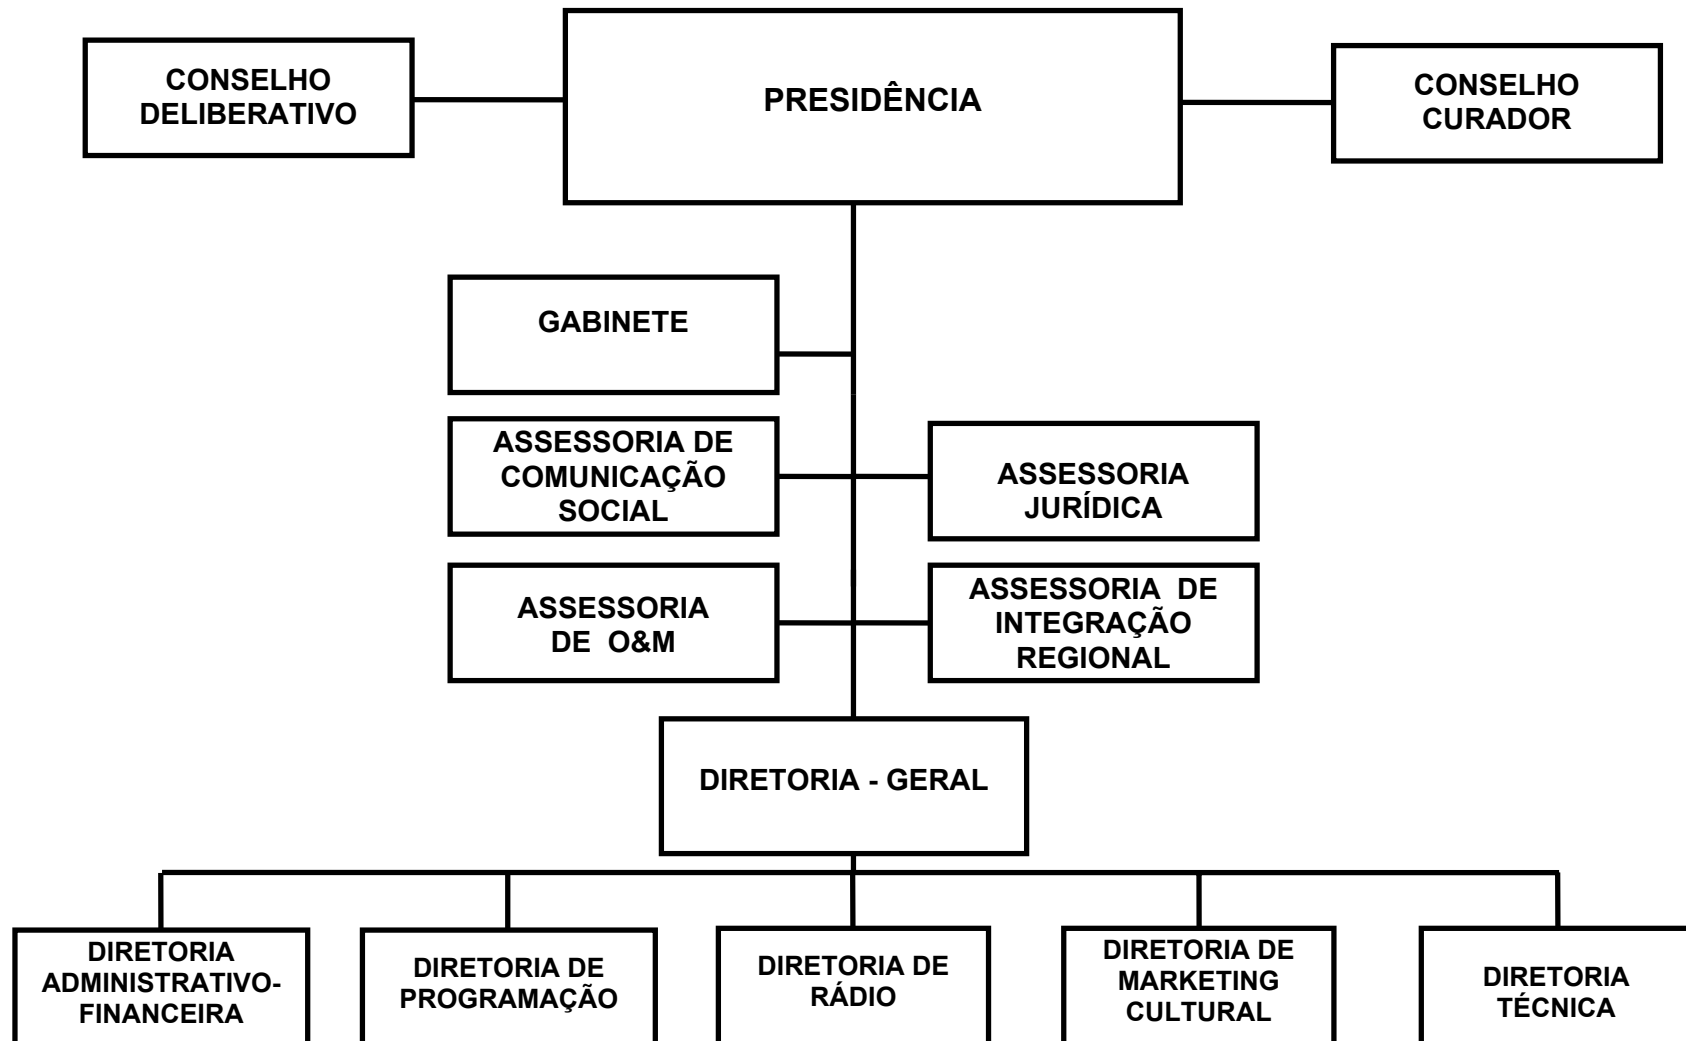 CONSELHO
DELIBERATIVO
PRESIDÊNCIA
CONSELHO
CURADOR
GABINETE
ASSESSORIA DE
COMUNICAÇÃO
SOCIAL
ASSESSORIA
JURÍDICA
ASSESSORIA
DE O&M
ASSESSORIA DE
INTEGRAÇÃO
REGIONAL
DIRETORIA - GERAL
DIRETORIA
ADMINISTRATIVO-
FINANCEIRA
DIRETORIA DE
PROGRAMAÇÃO
DIRETORIA DE
RÁDIO
DIRETORIA DE
MARKETING
CULTURAL
DIRETORIA
TÉCNICA